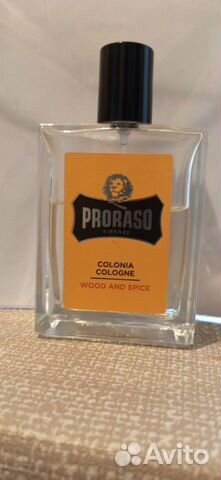 PRORASO
FIRENZE
COLONIA
COLOGNE
WOOD AND SPICE
Avito